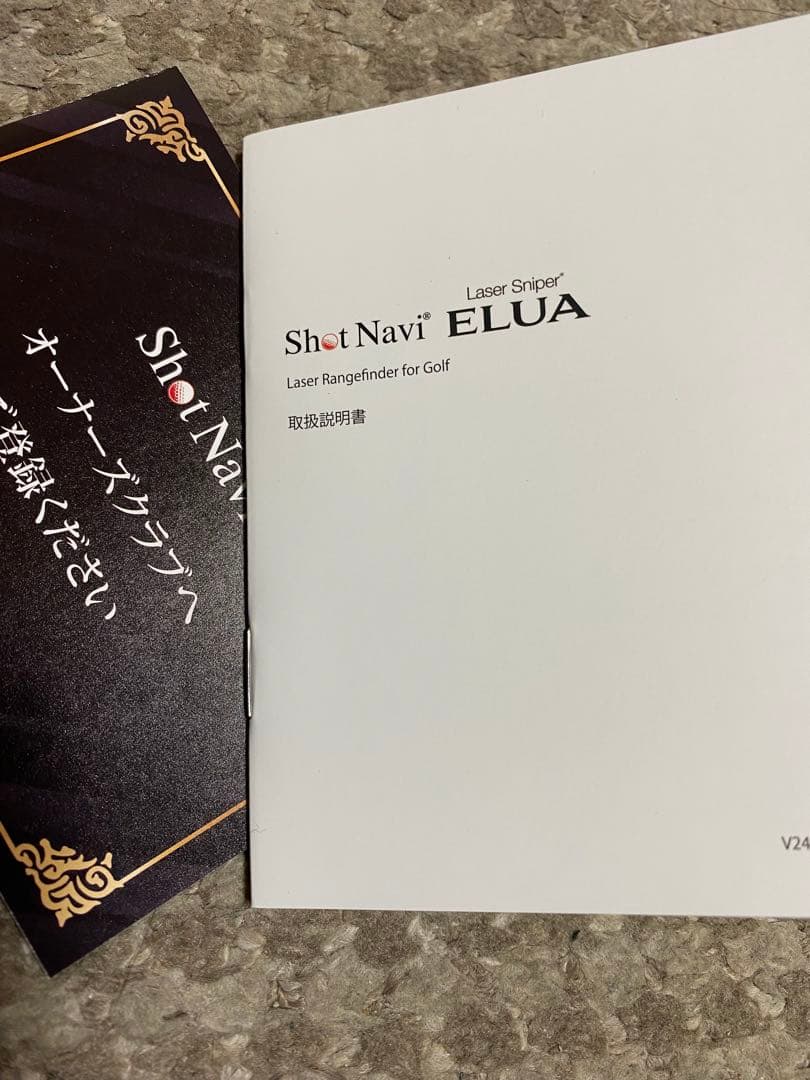 Shot Navi
オーナーズクラブへ
ご登録ください
Laser Sniper®
Shot Navi® ELUA
Laser Rangefinder for Golf
取扱説明書
V24